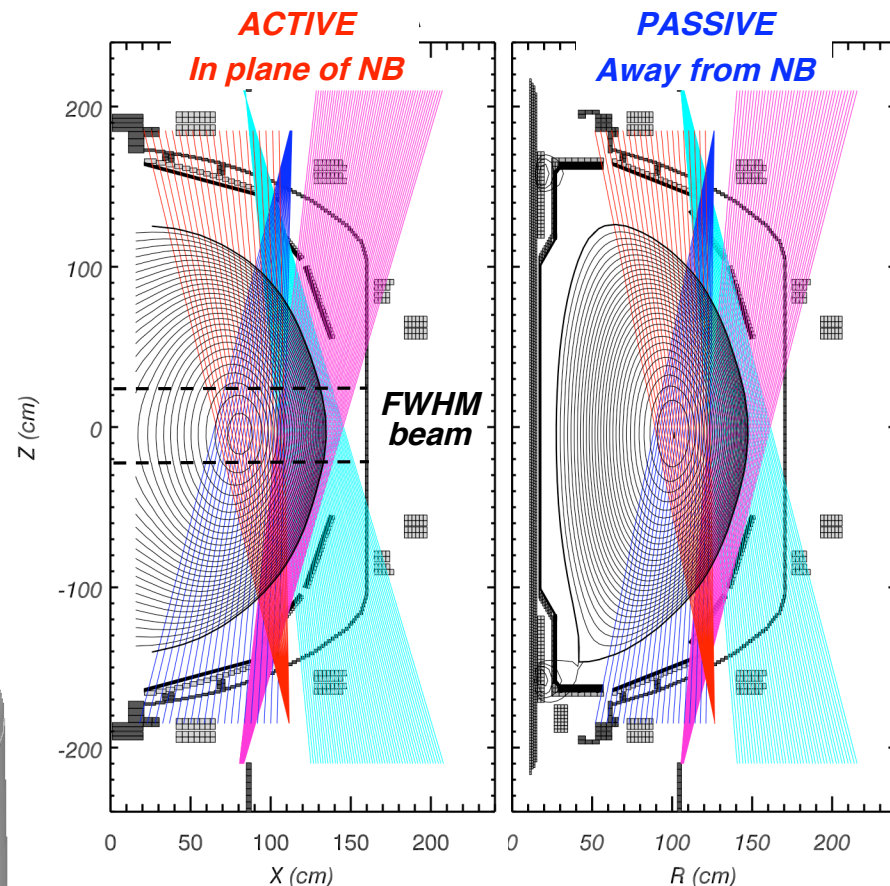 ACTIVE
In plane of NB
PASSIVE
Away from NB
200
100
0
-100
-200
Z (cm)
FWHM
beam
0 50 100 150 200
X (cm)
0 50 100 150 200
R (cm)